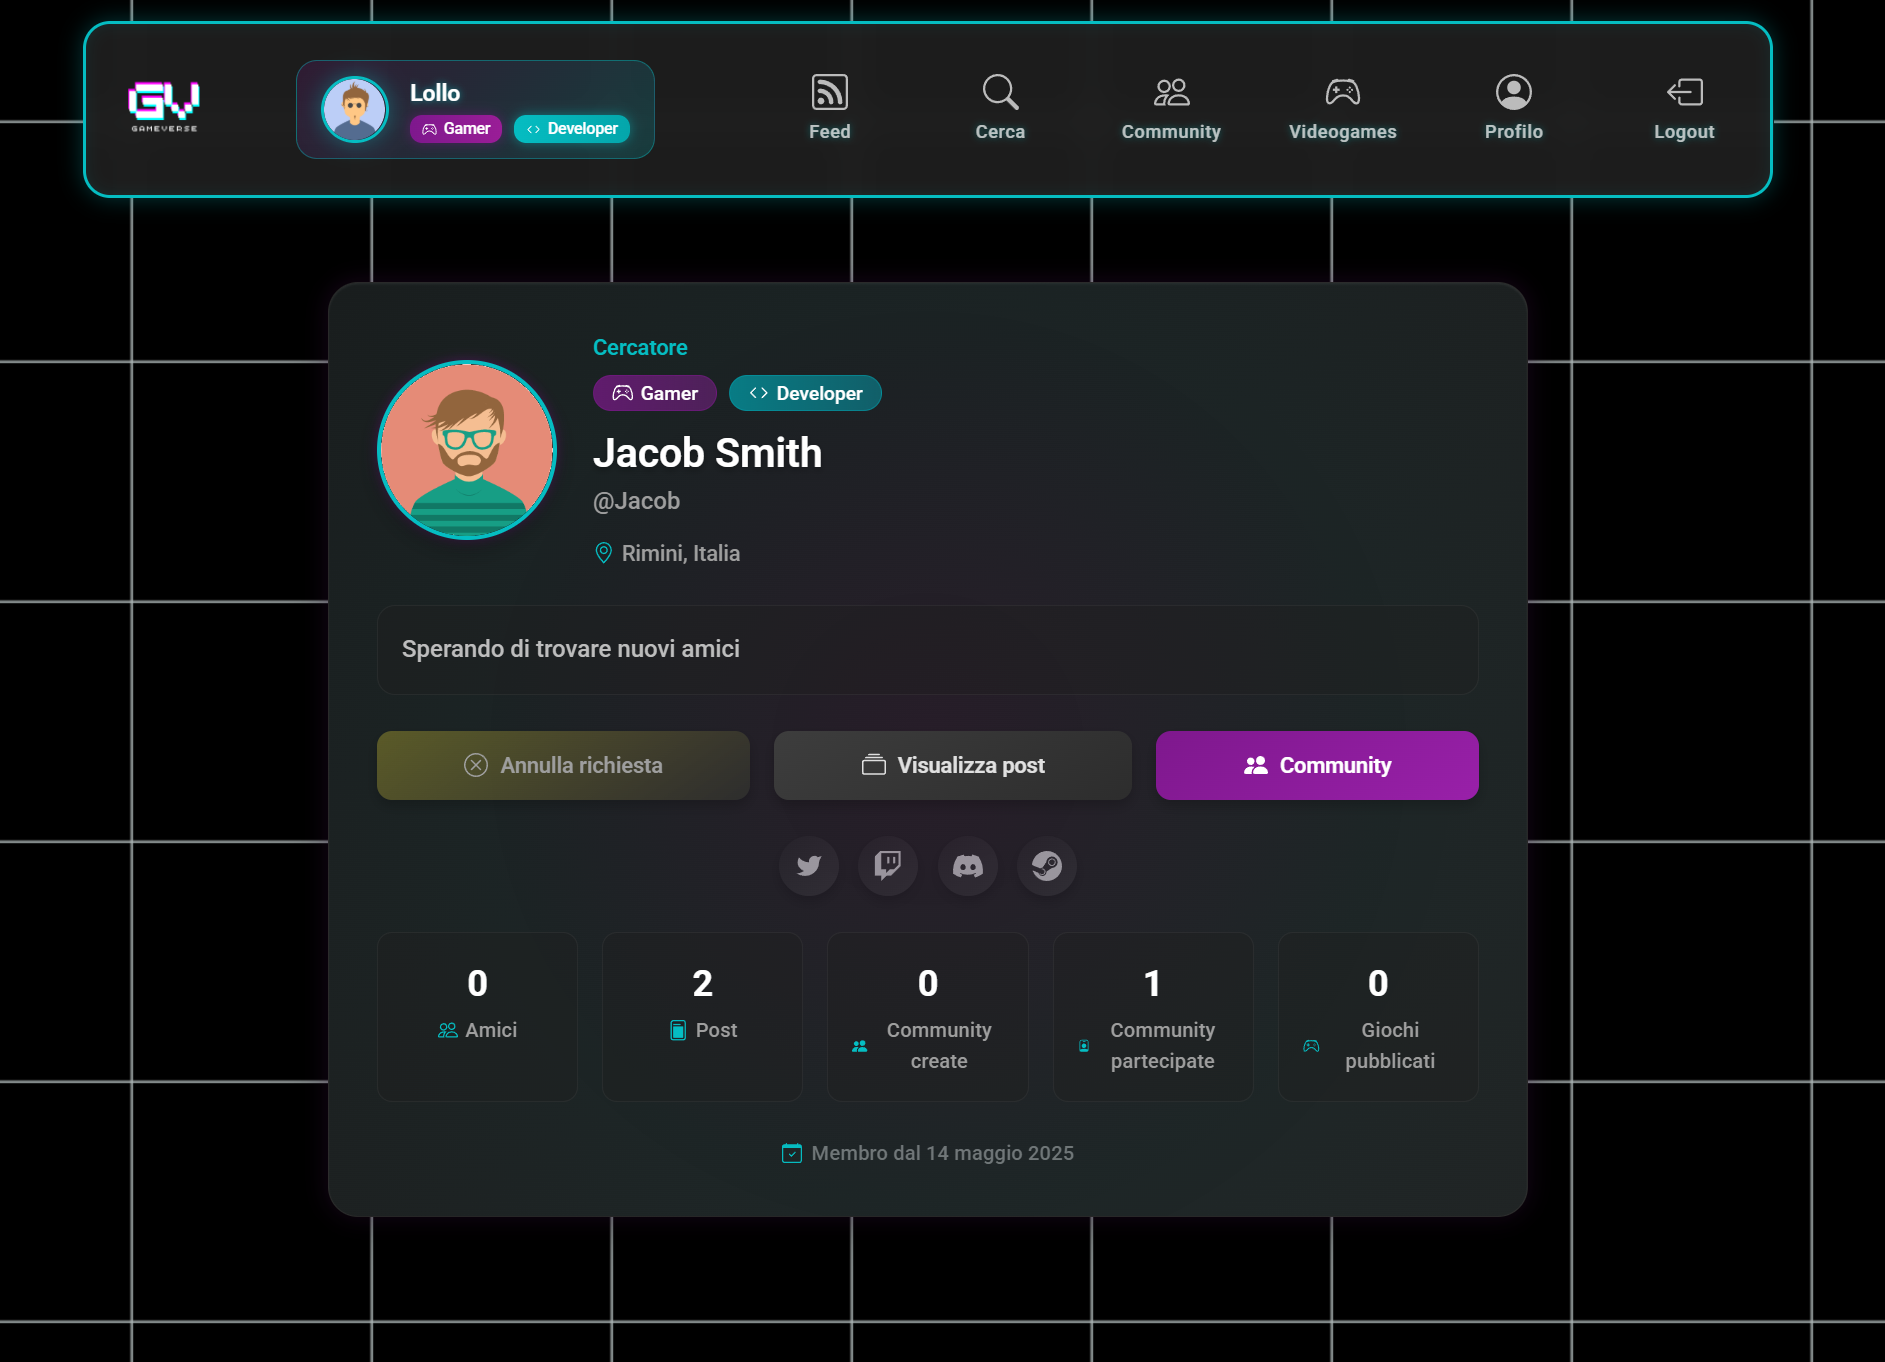 GV
GAMEVERSE
Lollo
Gamer
Developer
Feed
Cerca
Community
Videogames
Profilo
Logout
Cercatore
Gamer
Developer
Jacob Smith
@Jacob
Rimini, Italia
Sperando di trovare nuovi amici
Annulla richiesta
Visualizza post
Community
0
Amici
2
Post
0
Community
create
1
Community
partecipate
0
Giochi
pubblicati
Membro dal 14 maggio 2025